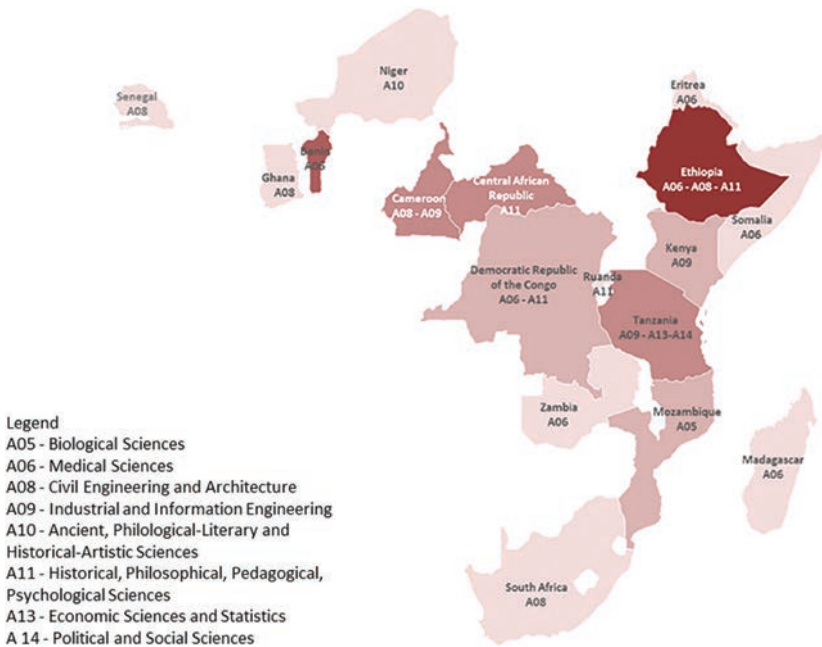 Niger
A10
Senegal
A08
Eritrea
A06
Benin
A06
Ghana
A08
Ethiopia
A06 - A08 - A11
Central African
Republic
A11
Cameroon
A08 - A09
Somalia
A06
Kenya
A09
Democratic Republic
of the Congo
A06 - A11
Ruanda
A11
Tanzania
A09 - A13-A14
Zambia
A06
Mozambique
A05
Madagascar
A06
South Africa
A08
Legend
A05 - Biological Sciences
A06 - Medical Sciences
A08 - Civil Engineering and Architecture
A09 - Industrial and Information Engineering
A10 - Ancient, Philological-Literary and
Historical-Artistic Sciences
A11 - Historical, Philosophical, Pedagogical,
Psychological Sciences
A13 - Economic Sciences and Statistics
A 14 - Political and Social Sciences